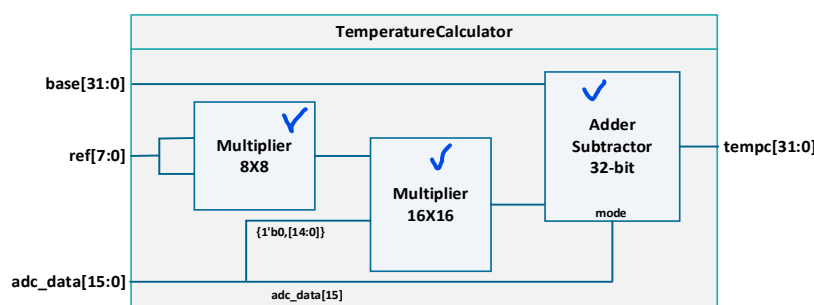 TemperatureCalculator
base[31:0]
Multiplier
8X8
ref[7:0]
Multiplier
16X16
Adder
Subtractor
32-bit
mode
tempc[31:0]
{1'b0,[14:0]}
adc_data[15:0]
adc_data[15]